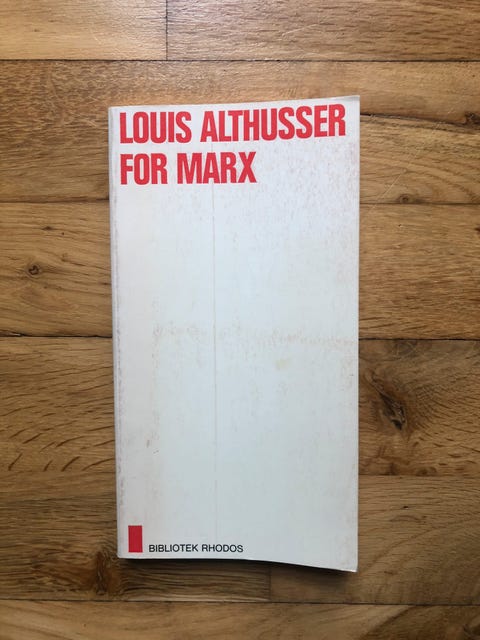 LOUIS ALTHUSSER
FOR MARX
BIBLIOTEK RHODOS